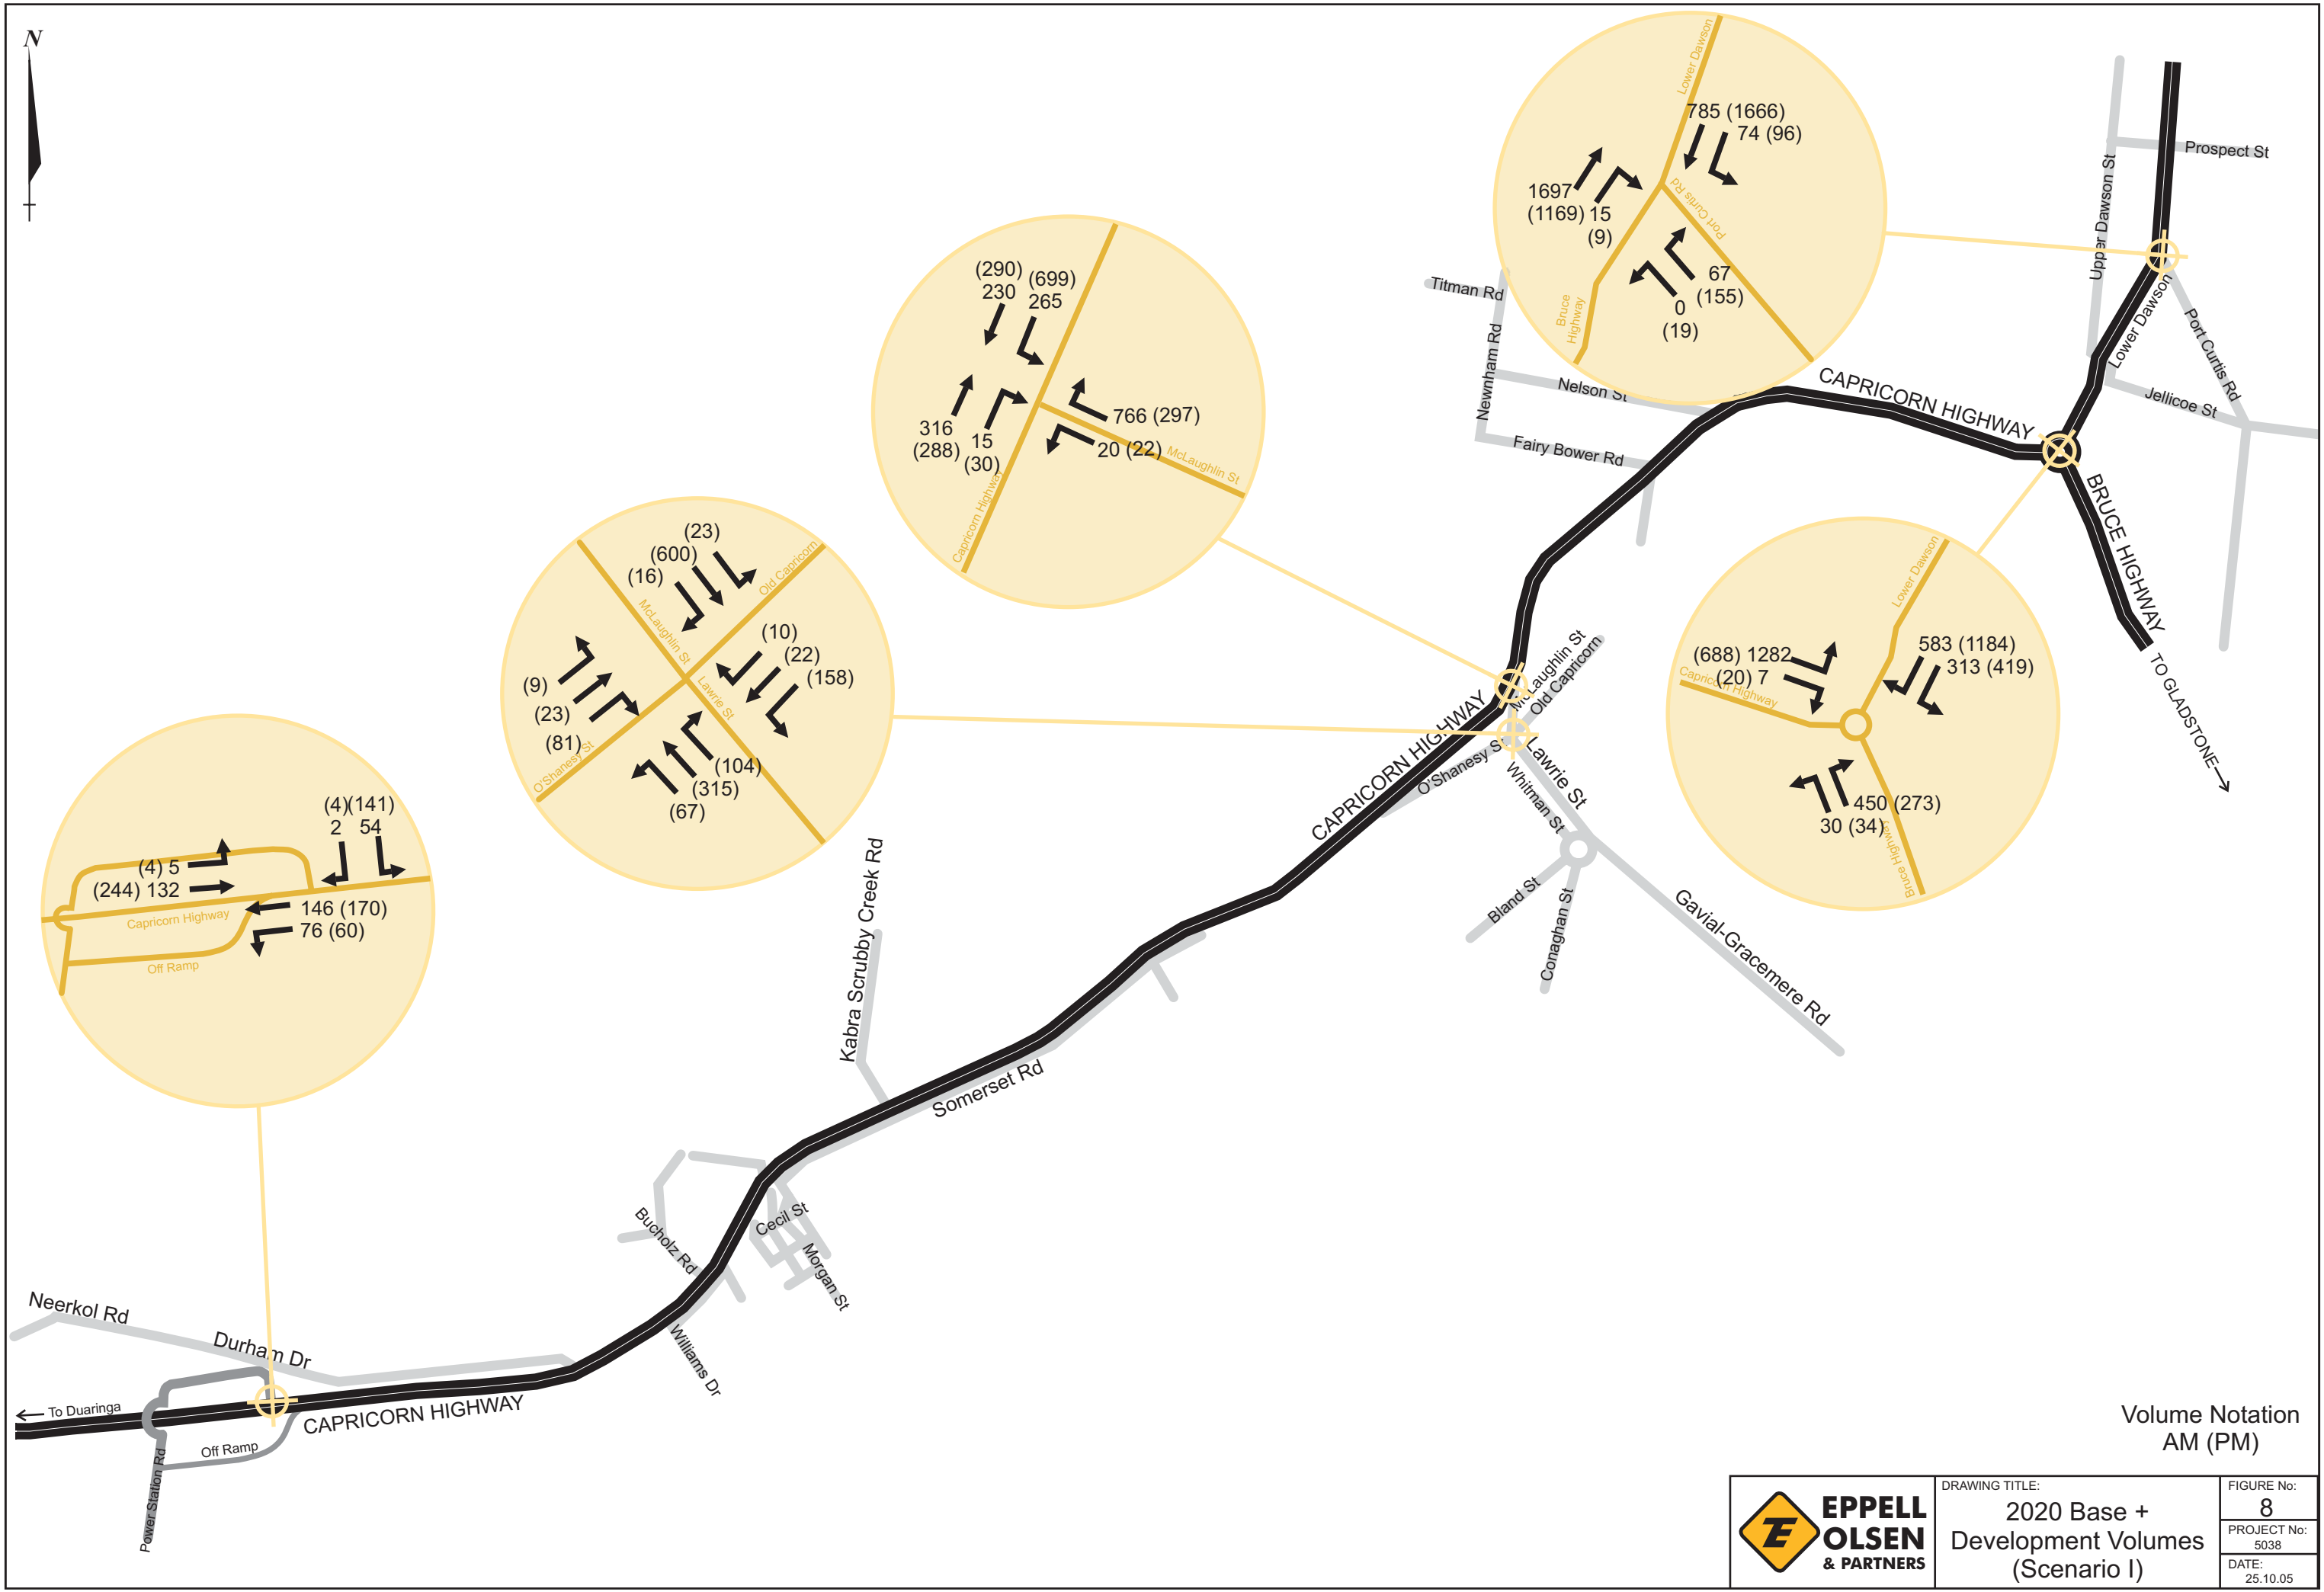 N
Lower Dawson
785 (1666)
74 (96)
1697
(1169)
15
(9)
Port Curtis Rd
67
(155)
0
(19)
Bruce
Highway
Prospect St
Upper Dawson St
Lower Dawson
Port Curtis Rd
Jellicoe St
Titman Rd
Newnham Rd
Nelson St
Fairy Bower Rd
CAPRICORN HIGHWAY
BRUCE HIGHWAY
TO GLADSTONE
(290)
230
(699)
265
316
(288)
15
(30)
766 (297)
20 (22)
McLaughlin St
Capricorn Highway
(23)
(600)
(16)
Old Capricorn
McLaughlin St
(10)
(22)
(158)
(9)
(23)
(81)
O'Shanesy St
Lawrie St
(104)
(315)
(67)
Lower Dawson
(688) 1282
(20) 7
Capricorn Highway
583 (1184)
313 (419)
450 (273)
30 (34)
Bruce Highway
McLaughlin St
Old Capricorn
CAPRICORN HIGHWAY
O'Shanesy St
Lawrie St
Whitman St
Bland St
Conaghan St
Gavial-Gracemere Rd
(4)(141)
2 54
(4) 5
(244) 132
Capricorn Highway
146 (170)
76 (60)
Off Ramp
Kabra Scrubby Creek Rd
Somerset Rd
Cecil St
Bucholz Rd
Morgan St
Williams Dr
Neerkol Rd
Durham Dr
To Duaringa
CAPRICORN HIGHWAY
Off Ramp
Power Station Rd
Volume Notation
AM (PM)
E
EPPELL
OLSEN
& PARTNERS
DRAWING TITLE:
2020 Base +
Development Volumes
(Scenario I)
FIGURE No:
8
PROJECT No:
5038
DATE:
25.10.05